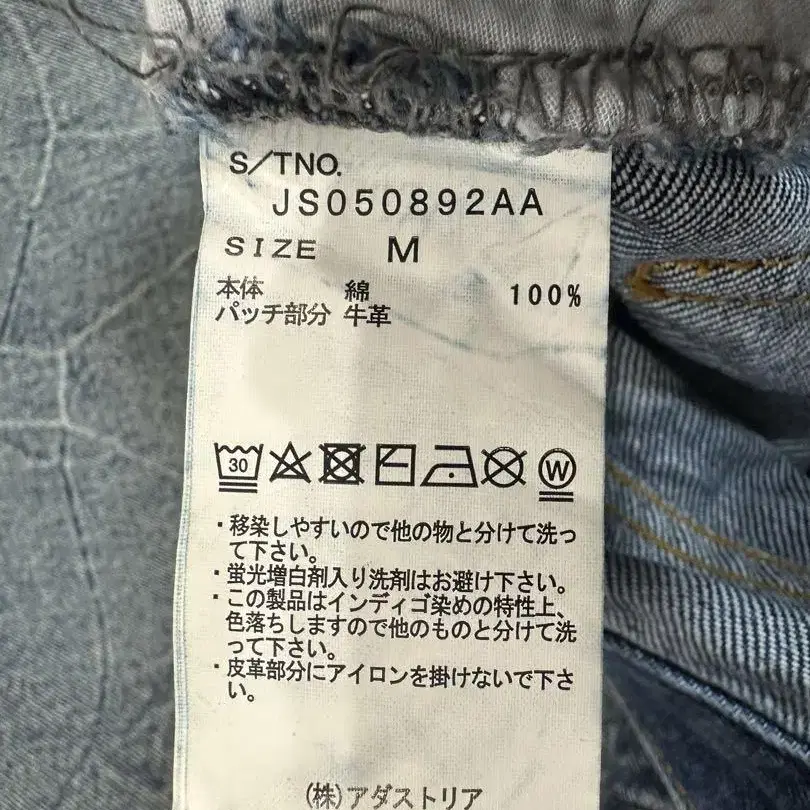 S/TNO.
JS050892AA
SIZE M
本体 綿 100%
パッチ部分 牛革
30
W
・移染しやすいので他の物と分けて洗っ
て下さい。
・蛍光増白剤入り洗剤はお避け下さい。
・この製品はインディゴ染めの特性上、
色落ちしますので他のものと分けて洗
って下さい。
・皮革部分にアイロンを掛けないで下さ
い。
(株)アダストリア